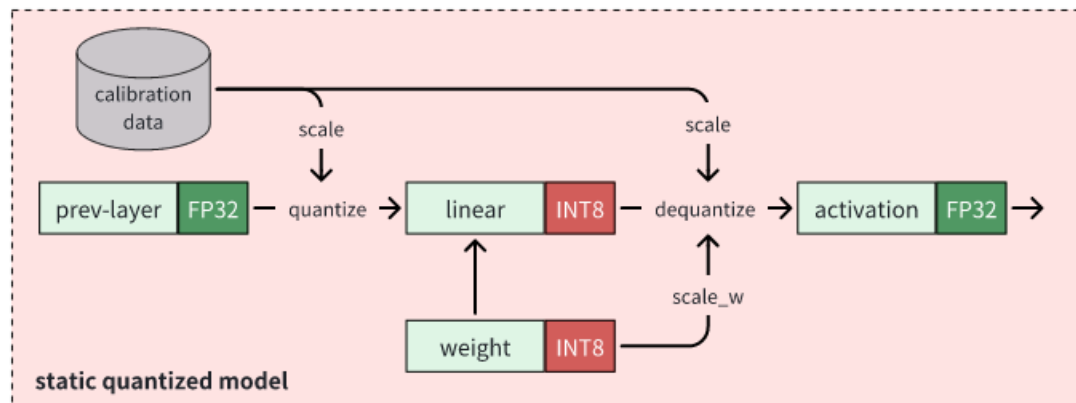 calibration
data
scale
scale
prev-layer FP32 quantize linear INT8 dequantize activation FP32
scale_w
weight INT8
static quantized model